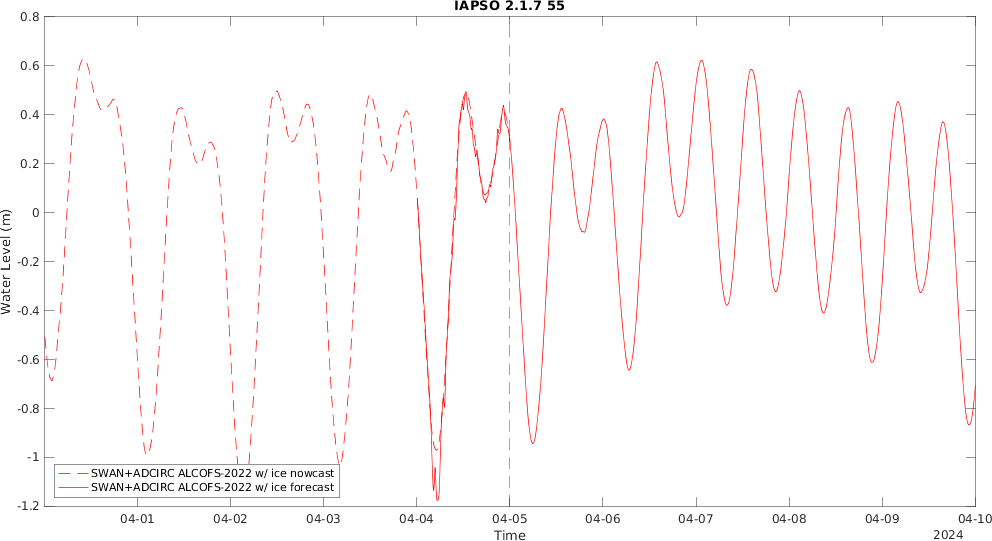 IAPSO 2.1.7 55
Water Level (m)
0.8
0.6
0.4
0.2
0
-0.2
-0.4
-0.6
-0.8
-1
-1.2
SWAN+ADCIRC ALCOFS-2022 w/ ice nowcast
SWAN+ADCIRC ALCOFS-2022 w/ ice forecast
04-01 04-02 04-03 04-04 04-05 04-06 04-07 04-08 04-09 04-10
Time
2024